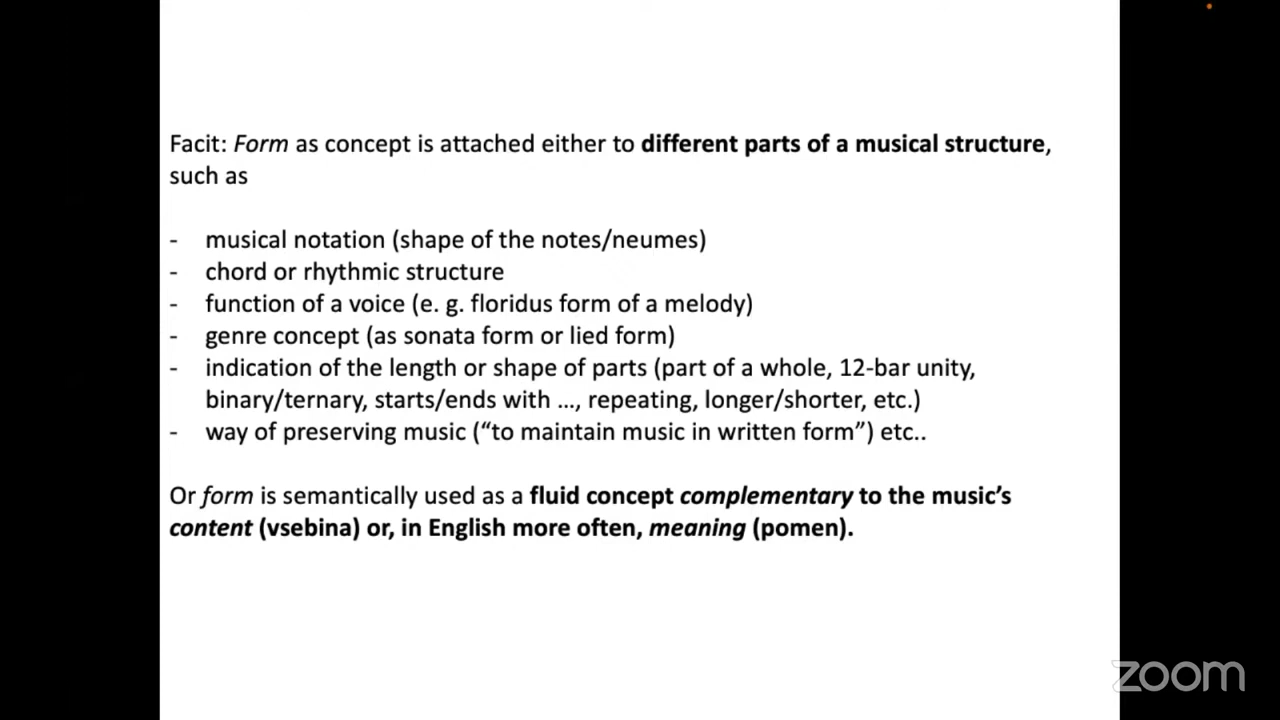 Facit: Form as concept is attached either to different parts of a musical structure,
such as
- musical notation (shape of the notes/neumes)
- chord or rhythmic structure
- function of a voice (e. g. floridus form of a melody)
- genre concept (as sonata form or lied form)
- indication of the length or shape of parts (part of a whole, 12-bar unity,
binary/ternary, starts/ends with …, repeating, longer/shorter, etc.)
- way of preserving music (“to maintain music in written form”) etc..
Or form is semantically used as a fluid concept complementary to the music’s
content (vsebina) or, in English more often, meaning (pomen).
zoom